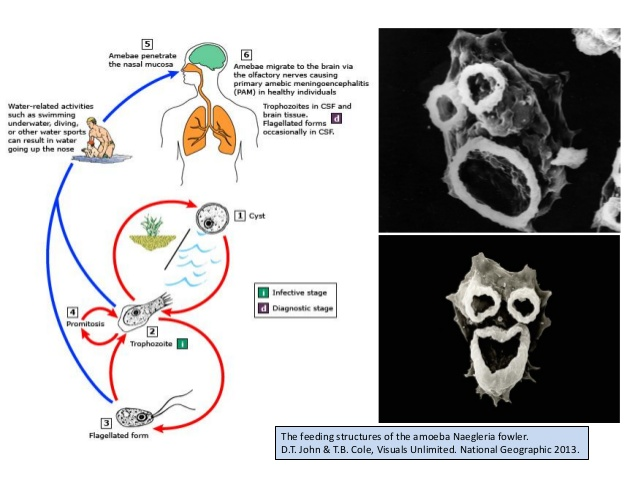 5
Amebae penetrate
the nasal mucosa
6
Amebae migrate to the brain via
the olfactory nerves causing
primary amebic meningoencephalitis
(PAM) in healthy individuals
Trophozoites in CSF and
brain tissue.
Flagellated forms
occasionally in CSF.
d
Water-related activities
such as swimming
underwater, diving,
or other water sports
can result in water
going up the nose
1 Cyst
i Infective stage
d Diagnostic stage
4
Promitosis
2
Trophozoite i
3
Flagellated form
The feeding structures of the amoeba Naegleria fowler.
D.T. John & T.B. Cole, Visuals Unlimited. National Geographic 2013.